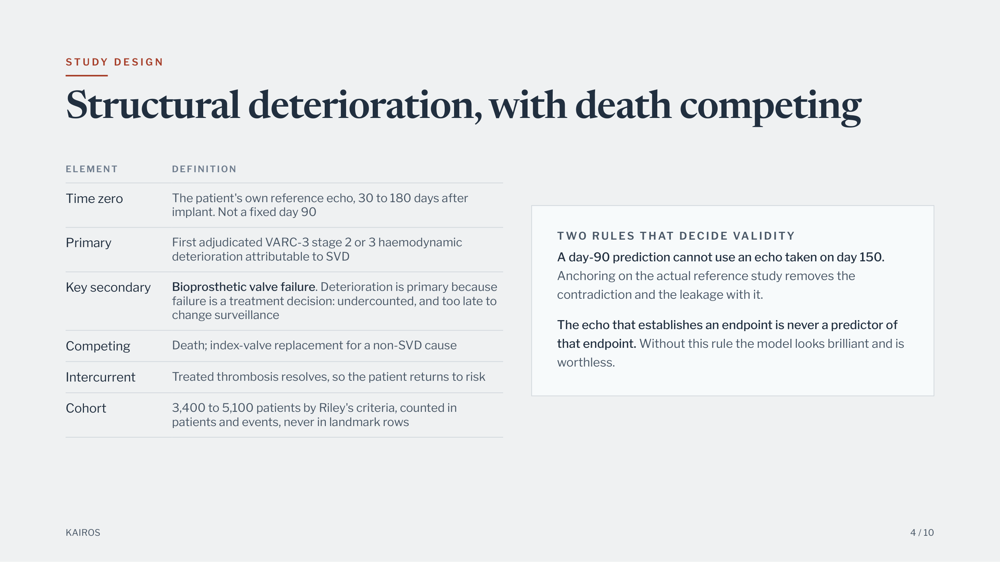 STUDY DESIGN
Structural deterioration, with death competing
ELEMENT DEFINITION
Time zero The patient's own reference echo, 30 to 180 days after
implant. Not a fixed day 90
Primary First adjudicated VARC-3 stage 2 or 3 haemodynamic
deterioration attributable to SVD
Key secondary Bioprosthetic valve failure. Deterioration is primary because
failure is a treatment decision: undercounted, and too late to
change surveillance
Competing Death; index-valve replacement for a non-SVD cause
Intercurrent Treated thrombosis resolves, so the patient returns to risk
Cohort 3,400 to 5,100 patients by Riley's criteria, counted in
patients and events, never in landmark rows
TWO RULES THAT DECIDE VALIDITY
A day-90 prediction cannot use an echo taken on day 150.
Anchoring on the actual reference study removes the
contradiction and the leakage with it.
The echo that establishes an endpoint is never a predictor of
that endpoint. Without this rule the model looks brilliant and is
worthless.
KAIROS
4 / 10